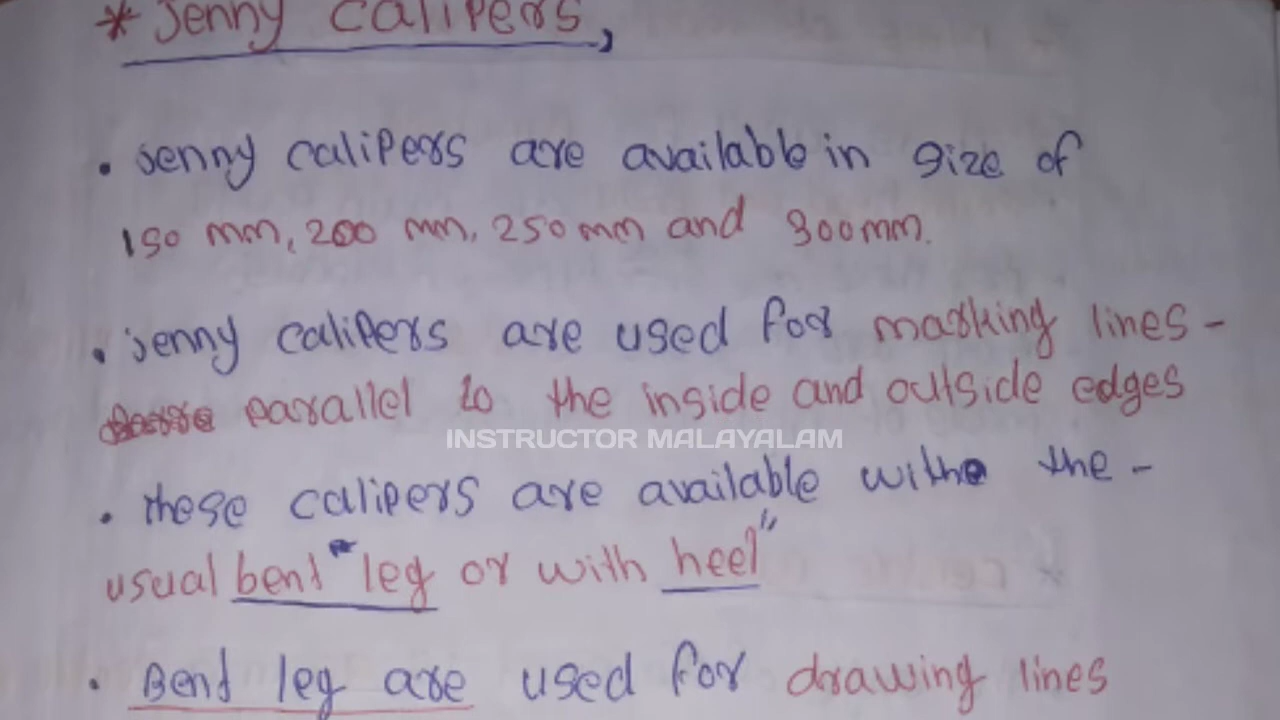 * Jenny calipers,
• Jenny calipers are available in size of
150 mm, 200 mm, 250 mm and 300 mm.
• Jenny calipers are used for marking lines -
parallel to the inside and outside edges
INSTRUCTOR MALAYALAM
• these calipers are available withe the -
usual bent "leg or with heel"
• Bent leg are used for drawing lines